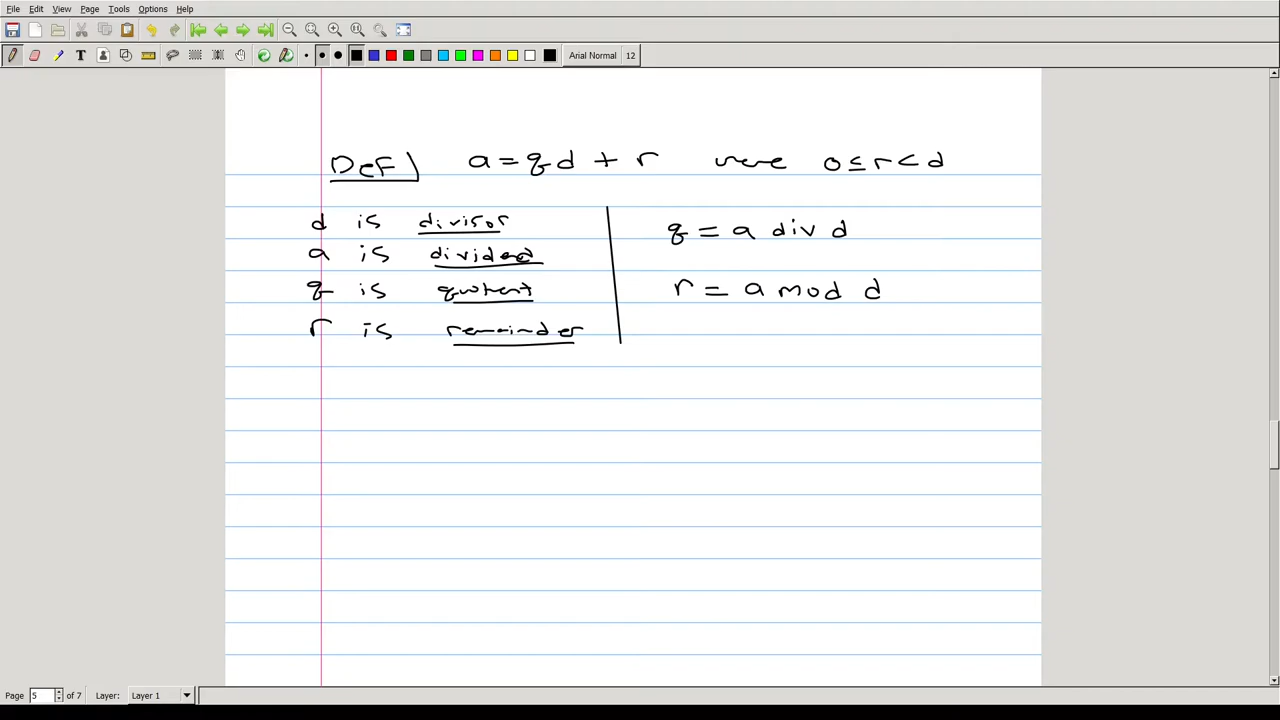 File Edit View Page Tools Options Help
Arial Normal 12
Def) a = qd + r were 0 ≤ r < d
d is divisor
a is dividend
q is quotient
r is remainder
q = a div d
r = a mod d
Page 5 of 7 Layer: Layer 1